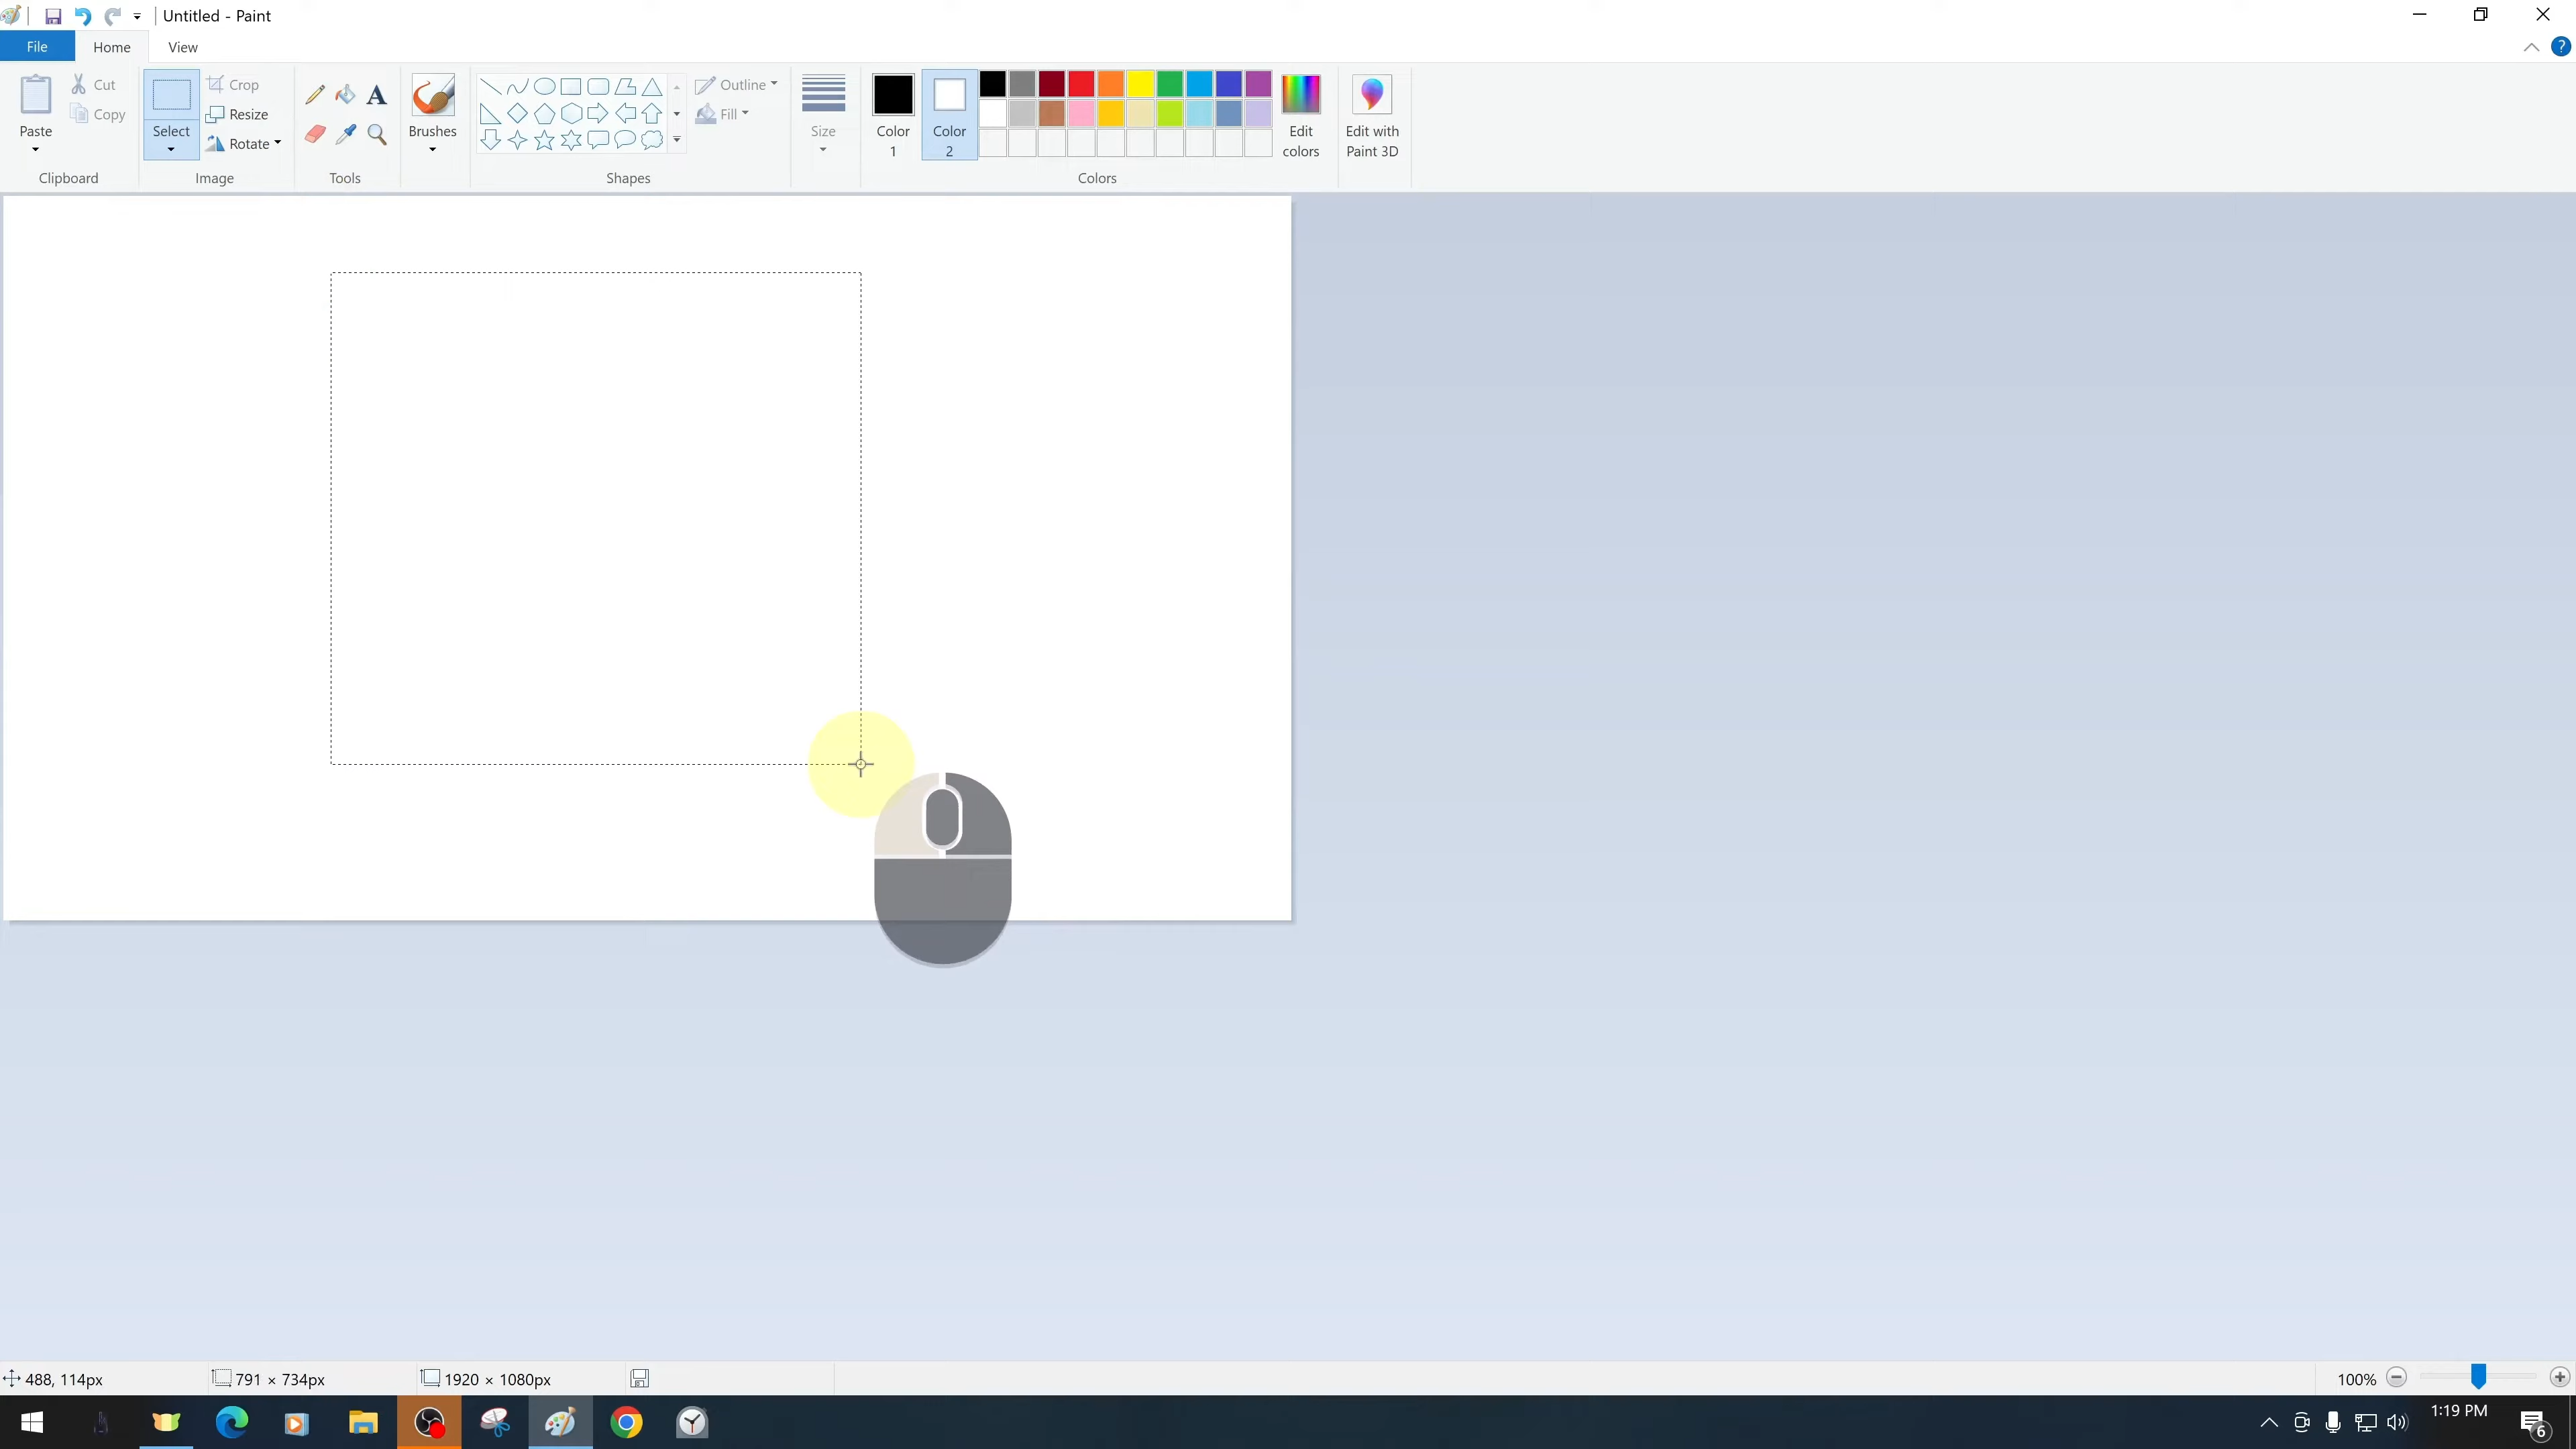 Untitled - Paint
File Home View
Paste
Cut
Copy
Clipboard
Select
Crop
Resize
Rotate
Image
A
Tools
Brushes
Shapes
Outline
Fill
Size
Color 1
Color 2
Colors
Edit colors
Edit with Paint 3D
?
488, 114px 791 × 734px 1920 × 1080px 100%
1:19 PM
6